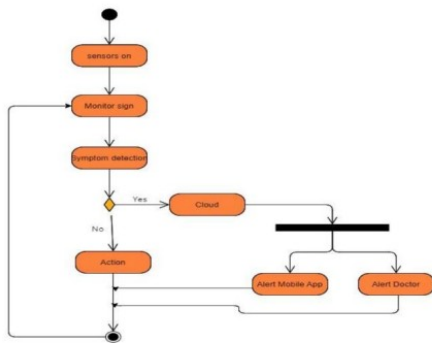 sensors on
Monitor sign
Symptom detection
Yes
Cloud
No
Action
Alert Mobile App
Alert Doctor